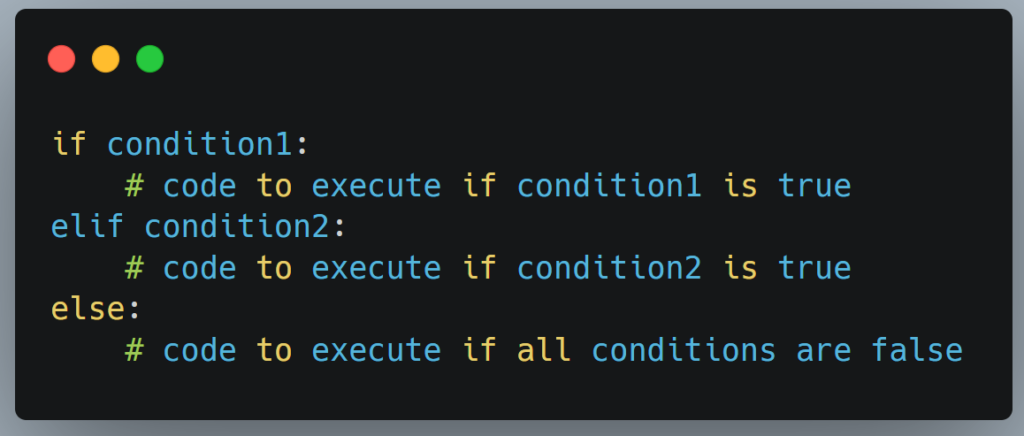 if condition1:
    # code to execute if condition1 is true
elif condition2:
    # code to execute if condition2 is true
else:
    # code to execute if all conditions are false